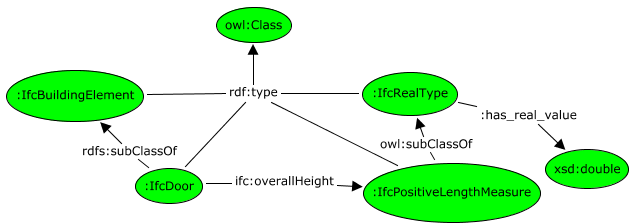 owl:Class
:IfcBuildingElement
rdf:type
:IfcRealType
:has_real_value
rdfs:subClassOf
owl:subClassOf
xsd:double
:IfcDoor
ifc:overallHeight
:IfcPositiveLengthMeasure